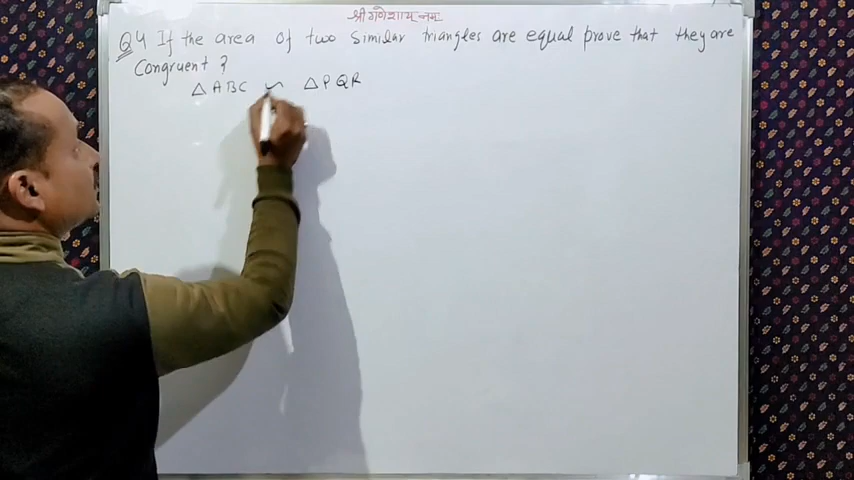 श्री गणेशाय नमः
Q4 If the area of two similar triangles are equal prove that they are
Congruent ?
△ABC ∽ △PQR